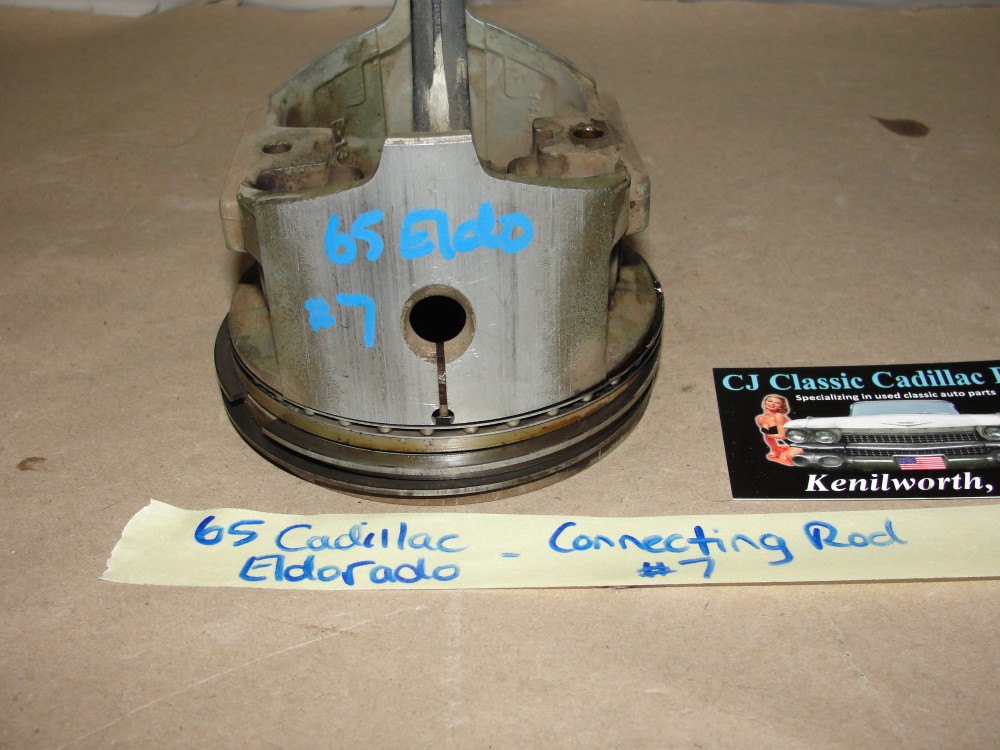 65 Eldo
#7
CJ Classic Cadillac
Specializing in used classic auto parts
Kenilworth,
65 Cadillac Eldorado - Connecting Rod #7